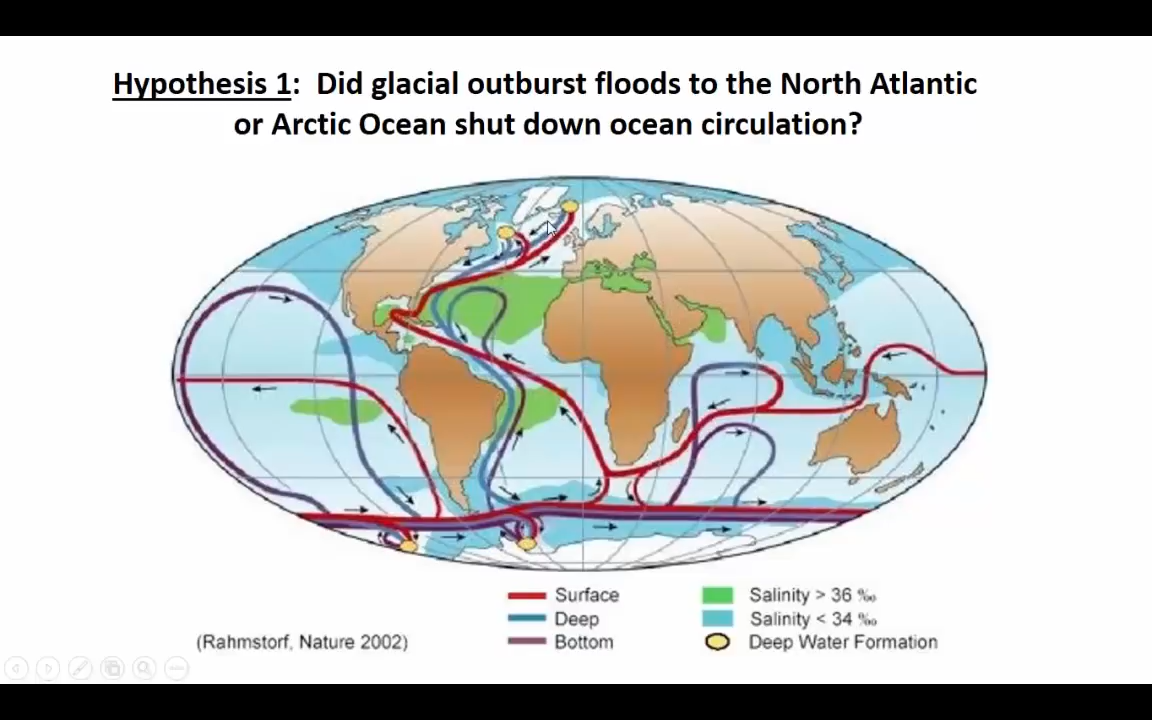 Hypothesis 1:  Did glacial outburst floods to the North Atlantic
or Arctic Ocean shut down ocean circulation?
Surface
Deep
Bottom
Salinity > 36 ‰
Salinity < 34 ‰
Deep Water Formation
(Rahmstorf, Nature 2002)